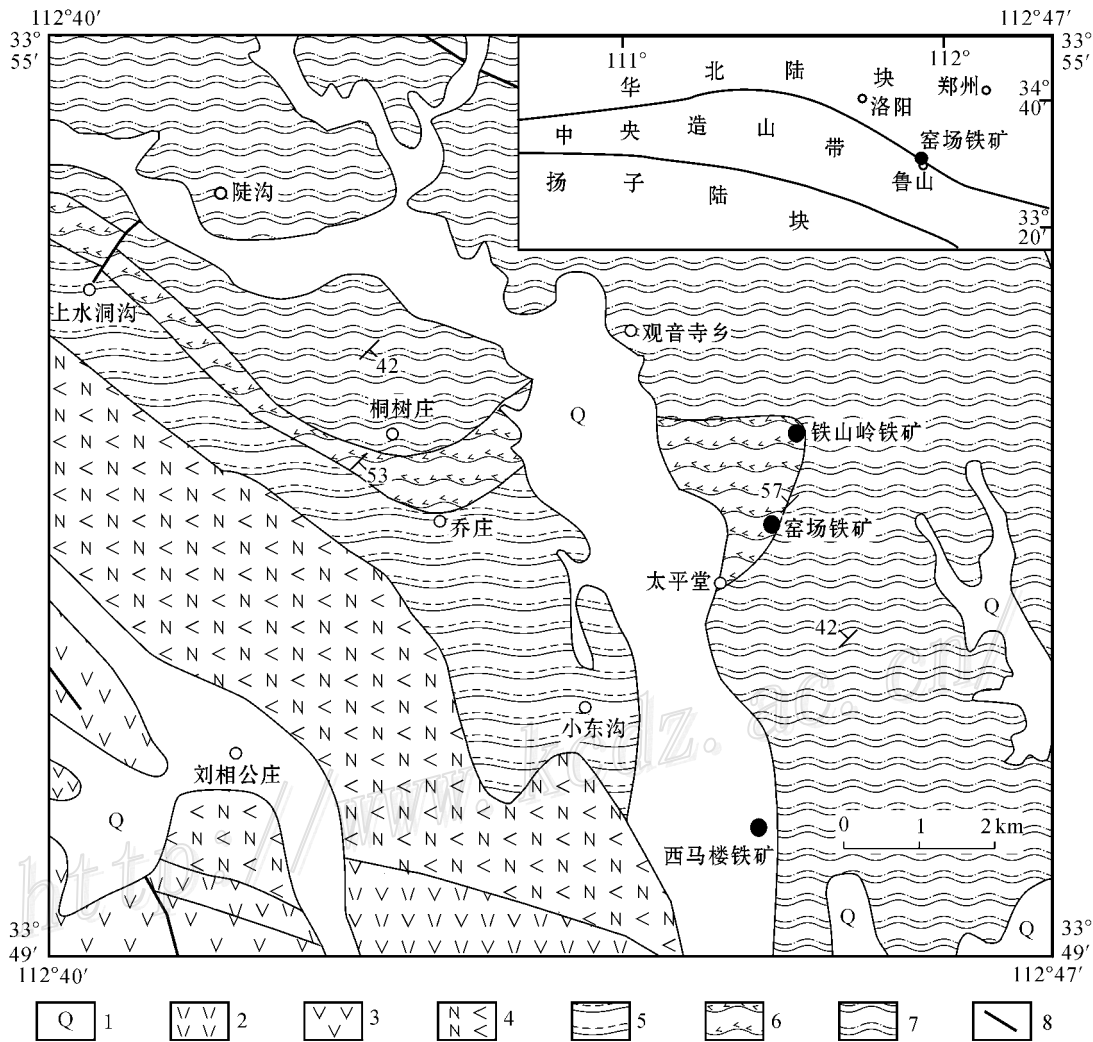 112°40′
112°47′
33°
55′
33°
55′
111°
112°
华北陆块
郑州
34°
40′
洛阳
中央造山带
窑场铁矿
鲁山
扬子陆块
33°
20′
陡沟
上水洞沟
观音寺乡
42
桐树庄
Q
铁山岭铁矿
53
57
乔庄
窑场铁矿
太平堂
Q
42
小东沟
刘相公庄
Q
0 1 2 km
西马楼铁矿
Q
Q
33°
49′
33°
49′
112°40′
112°47′
http://www.kcdz.ac.cn/
Q 1 2 3 N < N < 4 5 6 7 8